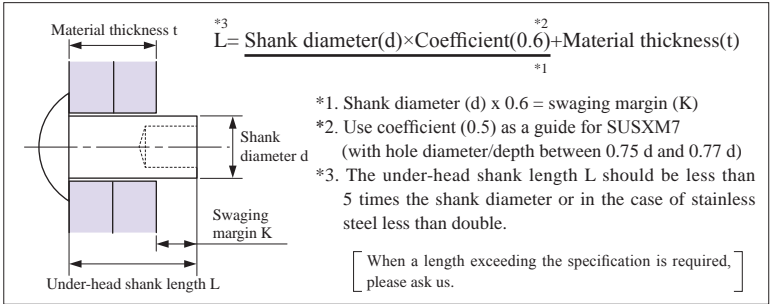 Material thickness t
*3 *2
L= Shank diameter(d)×Coefficient(0.6)+Material thickness(t)
*1
*1. Shank diameter (d) x 0.6 = swaging margin (K)
*2. Use coefficient (0.5) as a guide for SUSXM7
(with hole diameter/depth between 0.75 d and 0.77 d)
*3. The under-head shank length L should be less than
5 times the shank diameter or in the case of stainless
steel less than double.
When a length exceeding the specification is required,
please ask us.
Shank
diameter d
Swaging
margin K
Under-head shank length L